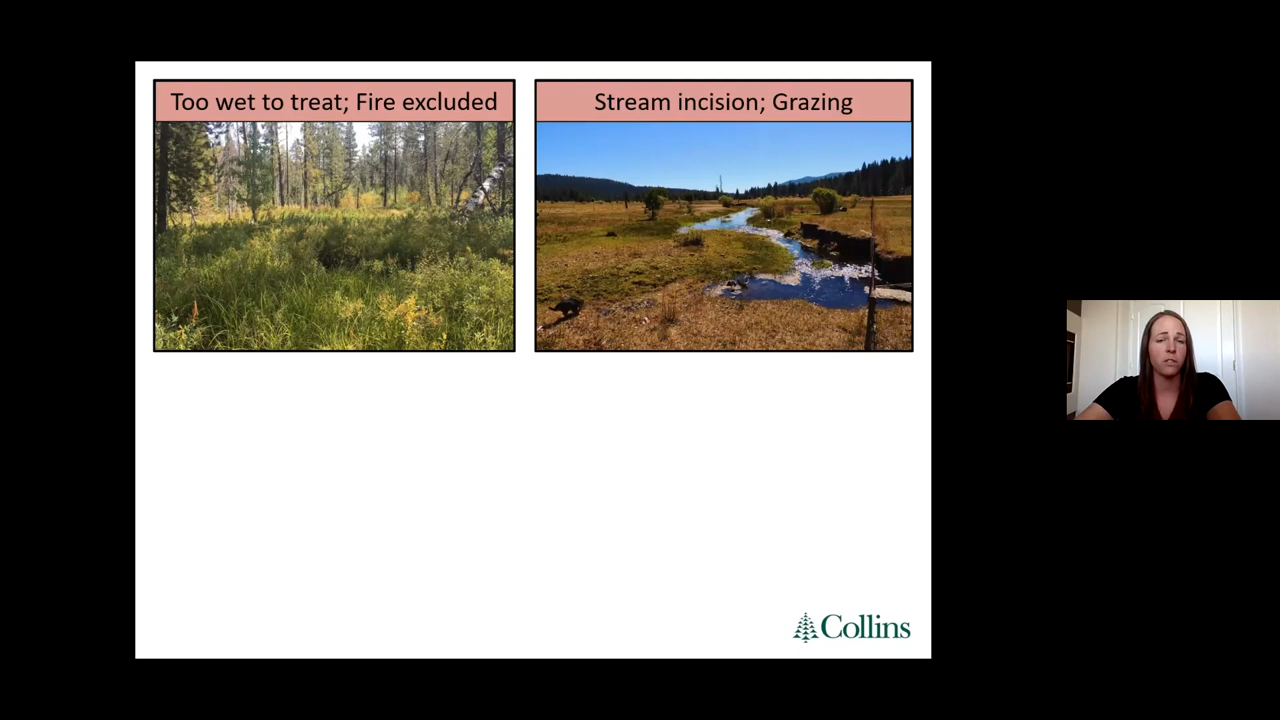 Too wet to treat; Fire excluded
Stream incision; Grazing
Collins